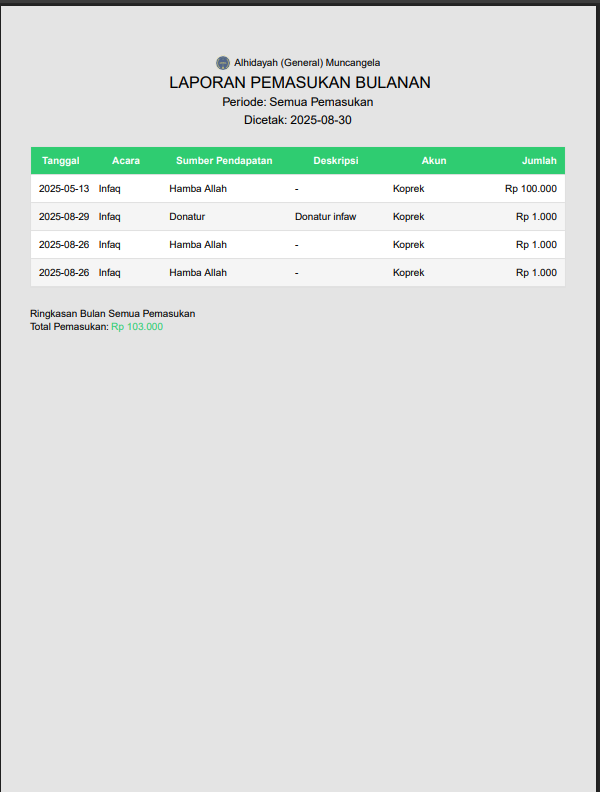 Alhidayah (General) Muncangela
LAPORAN PEMASUKAN BULANAN
Periode: Semua Pemasukan
Dicetak: 2025-08-30
Tanggal Acara Sumber Pendapatan Deskripsi Akun Jumlah
2025-05-13 Infaq Hamba Allah - Koprek Rp 100.000
2025-08-29 Infaq Donatur Donatur infaw Koprek Rp 1.000
2025-08-26 Infaq Hamba Allah - Koprek Rp 1.000
2025-08-26 Infaq Hamba Allah - Koprek Rp 1.000
Ringkasan Bulan Semua Pemasukan
Total Pemasukan: Rp 103.000